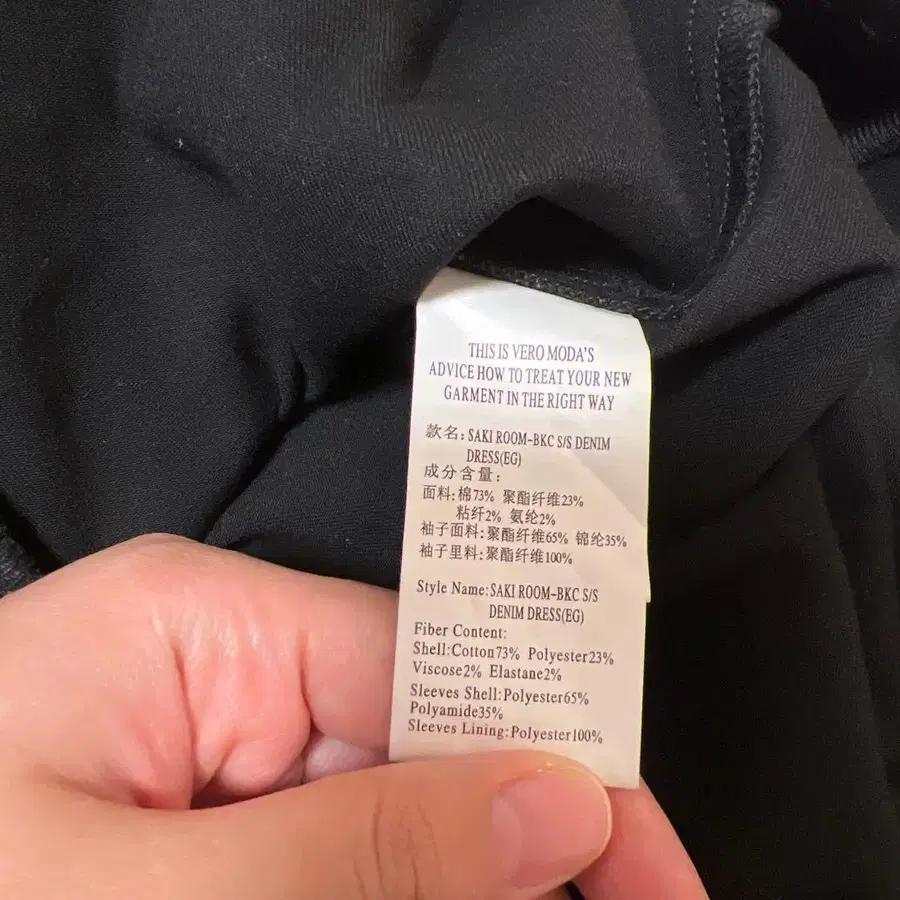 THIS IS VERO MODA'S
ADVICE HOW TO TREAT YOUR NEW
GARMENT IN THE RIGHT WAY
款名: SAKI ROOM-BKC S/S DENIM
DRESS(EG)
成分含量:
面料:棉73% 聚酯纤维23%
粘纤2% 氨纶2%
袖子面料:聚酯纤维65% 锦纶35%
袖子里料:聚酯纤维100%
Style Name:SAKI ROOM-BKC S/S
DENIM DRESS(EG)
Fiber Content:
Shell:Cotton73% Polyester23%
Viscose2% Elastane2%
Sleeves Shell:Polyester65%
Polyamide35%
Sleeves Lining:Polyester100%